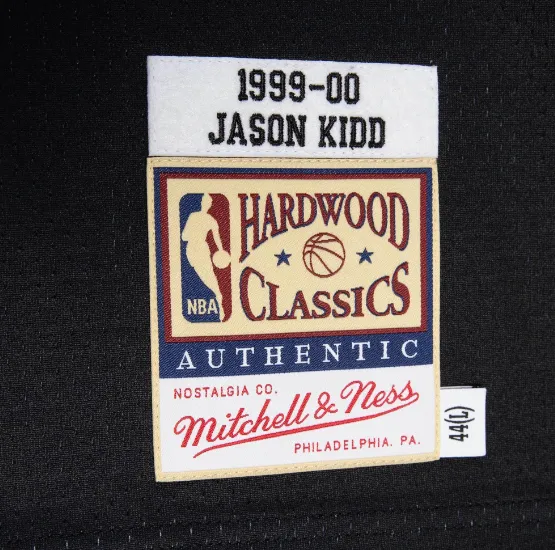 1999-00
JASON KIDD
HARDWOOD
NBA
CLASSICS
AUTHENTIC
NOSTALGIA CO.
Mitchell & Ness
PHILADELPHIA. PA.
44(L)